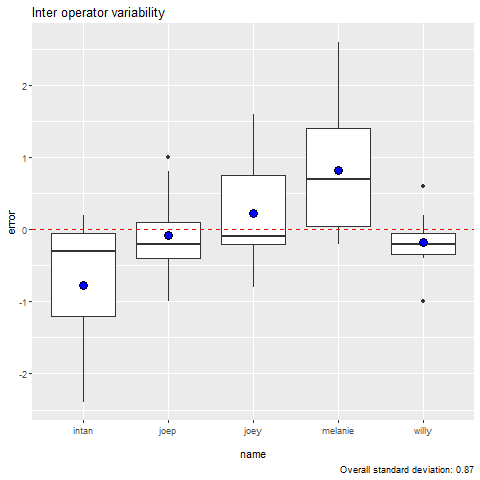 Inter operator variability
error
2
1
0
-1
-2
intan
joep
joey
melanie
willy
name
Overall standard deviation: 0.87